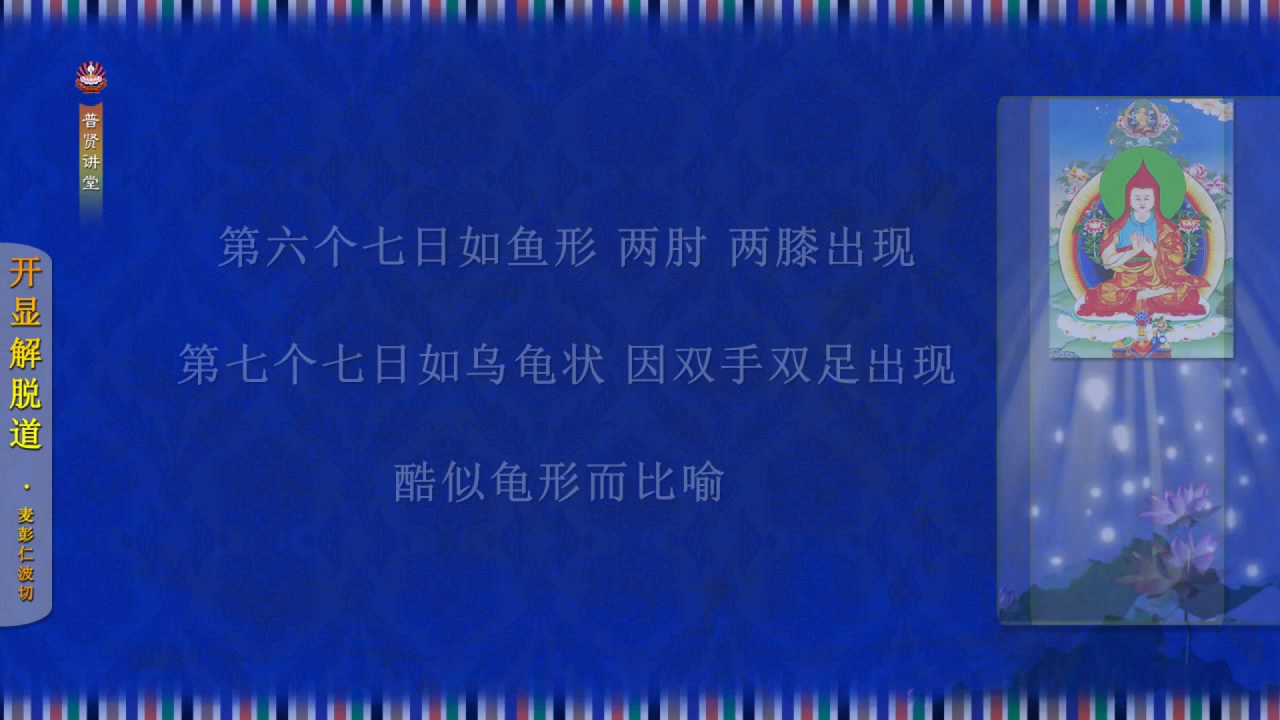 普贤讲堂
开显解脱道·麦彭仁波切
第六个七日如鱼形 两肘 两膝出现
第七个七日如乌龟状 因双手双足出现
酷似龟形而比喻